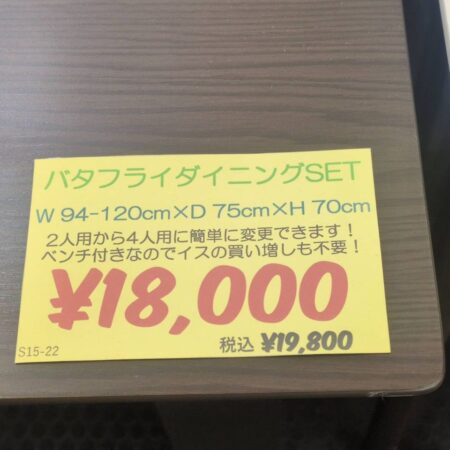 バタフライダイニングSET
W 94-120cm×D 75cm×H 70cm
2人用から4人用に簡単に変更できます！
ベンチ付きなのでイスの買い増しも不要！
¥18,000
S15-22 税込 ¥19,800